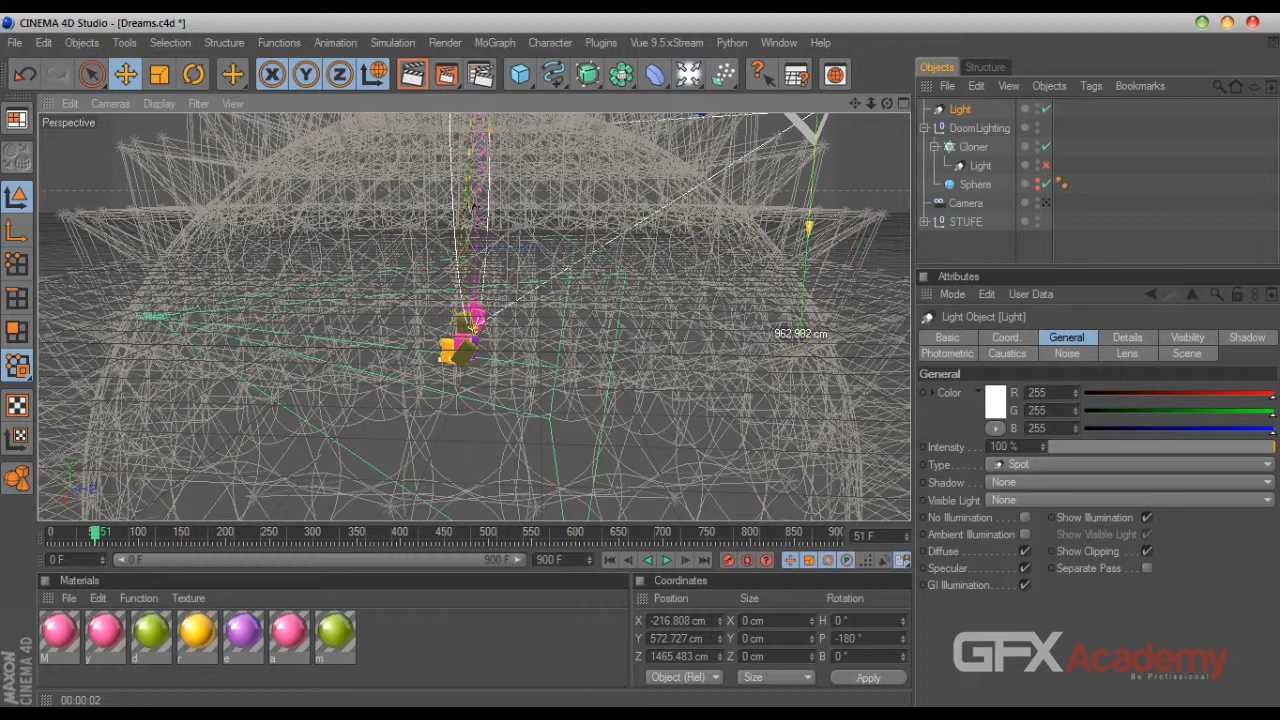 CINEMA 4D Studio - [Dreams.c4d *]
File Edit Objects Tools Selection Structure Functions Animation Simulation Render MoGraph Character Plugins Vue 9.5 xStream Python Window Help
Edit Cameras Display Filter View
Perspective
962.982 cm
Objects Structure
File Edit View Objects Tags Bookmarks
Light
DoomLighting
Cloner
Light
Sphere
Camera
STUFE
Attributes
Mode Edit User Data
Light Object [Light]
Basic Coord. General Details Visibility Shadow
Photometric Caustics Noise Lens Scene
General
Color R 255
G 255
B 255
Intensity 100 %
Type Spot
Shadow None
Visible Light None
No Illumination Show Illumination
Ambient Illumination Show Visible Light
Diffuse Show Clipping
Specular Separate Pass
GI Illumination
0 51 100 150 200 250 300 350 400 450 500 550 600 650 700 750 800 850 900 51 F
0 F 0 F 900 F 900 F
Materials
File Edit Function Texture
M y d r e a m
Coordinates
Position Size Rotation
X -216.808 cm X 0 cm H 0 °
Y 572.727 cm Y 0 cm P -180 °
Z 1465.483 cm Z 0 cm B 0 °
Object (Rel) Size Apply
MAXON
CINEMA 4D
00:00:02
GFX Academy
Be Profissional